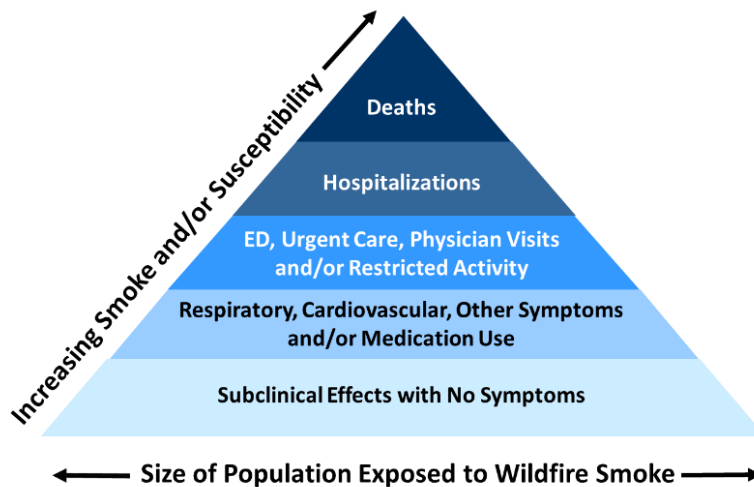 Increasing Smoke and/or Susceptibility
Deaths
Hospitalizations
ED, Urgent Care, Physician Visits
and/or Restricted Activity
Respiratory, Cardiovascular, Other Symptoms
and/or Medication Use
Subclinical Effects with No Symptoms
Size of Population Exposed to Wildfire Smoke